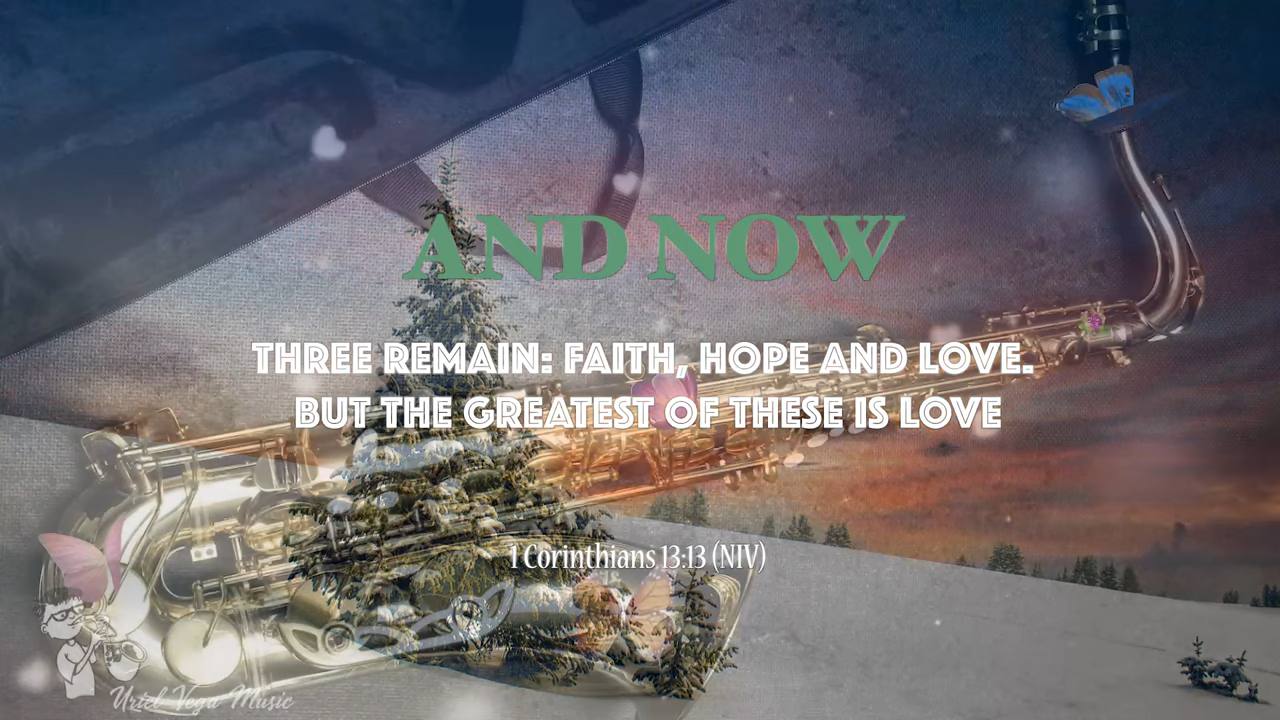 AND NOW
THREE REMAIN: FAITH, HOPE AND LOVE.
BUT THE GREATEST OF THESE IS LOVE
1 Corinthians 13:13 (NIV)
Uriel Vega Music